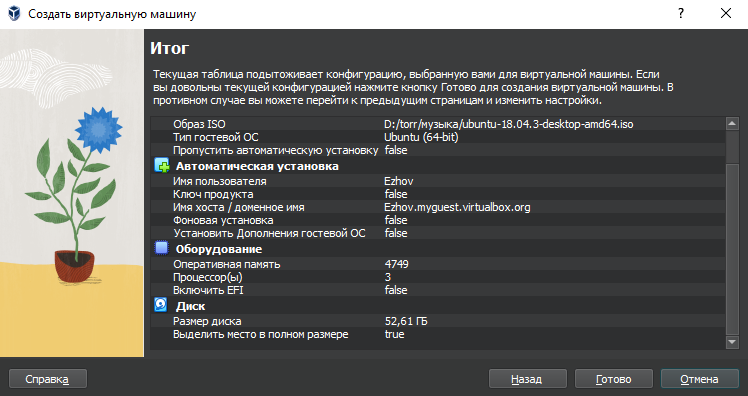 Создать виртуальную машину
Итог
Текущая таблица подытоживает конфигурацию, выбранную вами для виртуальной машины. Если
вы довольны текущей конфигурацией нажмите кнопку Готово для создания виртуальной машины. В
противном случае вы можете перейти к предыдущим страницам и изменить настройки.
Образ ISO D:/torr/музыка/ubuntu-18.04.3-desktop-amd64.iso
Тип гостевой ОС Ubuntu (64-bit)
Пропустить автоматическую установку false
Автоматическая установка
Имя пользователя Ezhov
Ключ продукта false
Имя хоста / доменное имя Ezhov.myguest.virtualbox.org
Фоновая установка false
Установить Дополнения гостевой ОС false
Оборудование
Оперативная память 4749
Процессор(ы) 3
Включить EFI false
Диск
Размер диска 52,61 ГБ
Выделить место в полном размере true
Справка Назад Готово Отмена